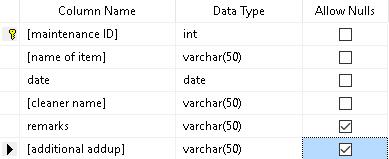 Column Name Data Type Allow Nulls
[maintenance ID] int
[name of item] varchar(50)
date date
[cleaner name] varchar(50)
remarks varchar(50)
[additional addup] varchar(50)